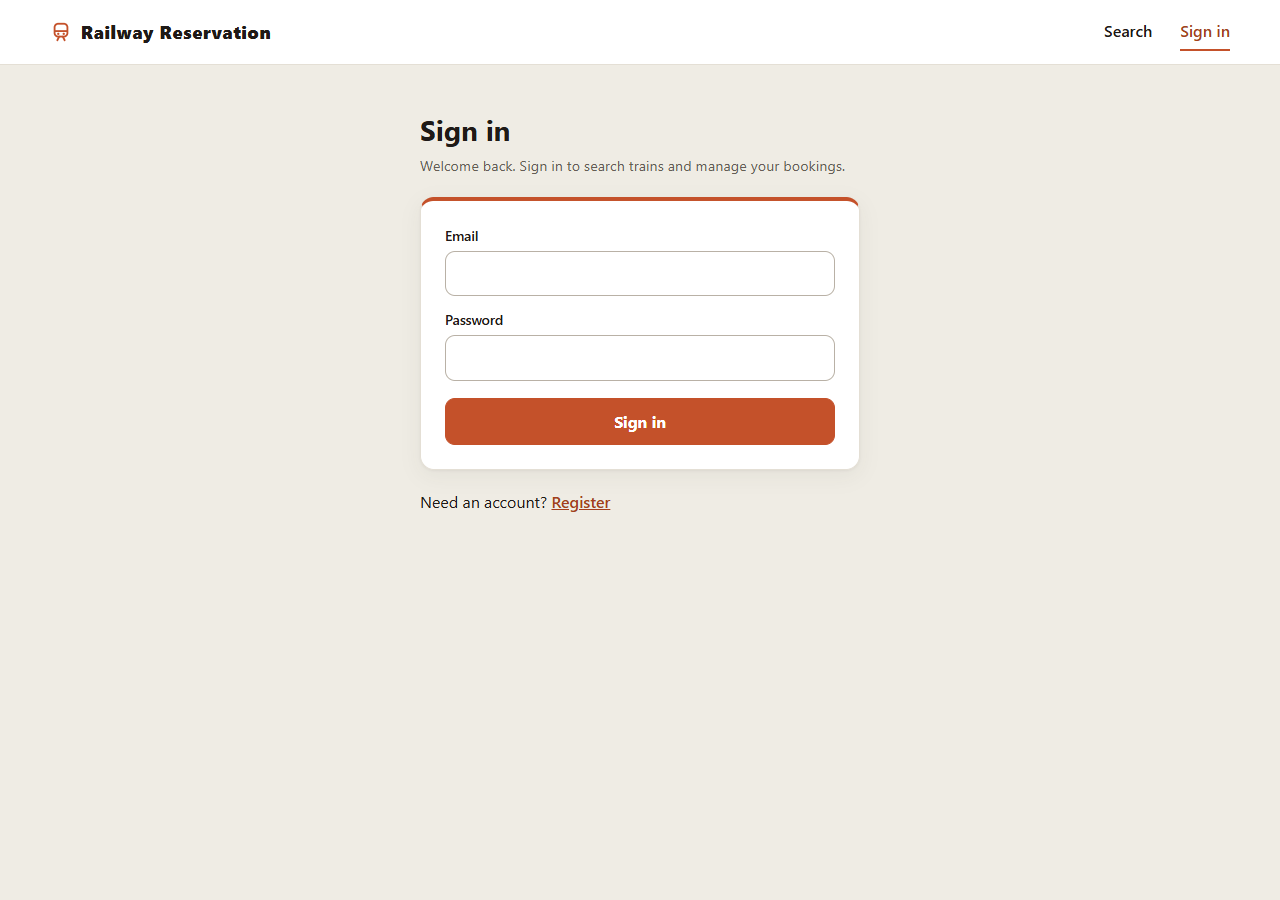 Railway Reservation
Search
Sign in
Sign in
Welcome back. Sign in to search trains and manage your bookings.
Email
Password
Sign in
Need an account? Register